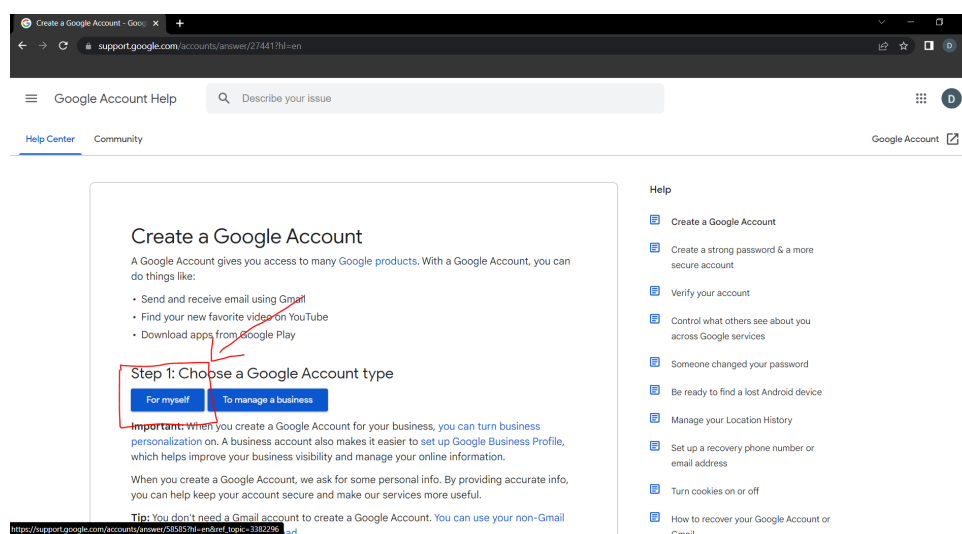 Create a Google Account - Goog
support.google.com/accounts/answer/27441?hl=en
D
Google Account Help
Describe your issue
D
Help Center
Community
Google Account
Create a Google Account
A Google Account gives you access to many Google products. With a Google Account, you can
do things like:
• Send and receive email using Gmail
• Find your new favorite video on YouTube
• Download apps from Google Play
Step 1: Choose a Google Account type
For myself
To manage a business
Important: When you create a Google Account for your business, you can turn business
personalization on. A business account also makes it easier to set up Google Business Profile,
which helps improve your business visibility and manage your online information.
When you create a Google Account, we ask for some personal info. By providing accurate info,
you can help keep your account secure and make our services more useful.
Tip: You don't need a Gmail account to create a Google Account. You can use your non-Gmail
https://support.google.com/accounts/answer/58585?hl=en&ref_topic=3382296
Help
Create a Google Account
Create a strong password & a more
secure account
Verify your account
Control what others see about you
across Google services
Someone changed your password
Be ready to find a lost Android device
Manage your Location History
Set up a recovery phone number or
email address
Turn cookies on or off
How to recover your Google Account or
Gmail